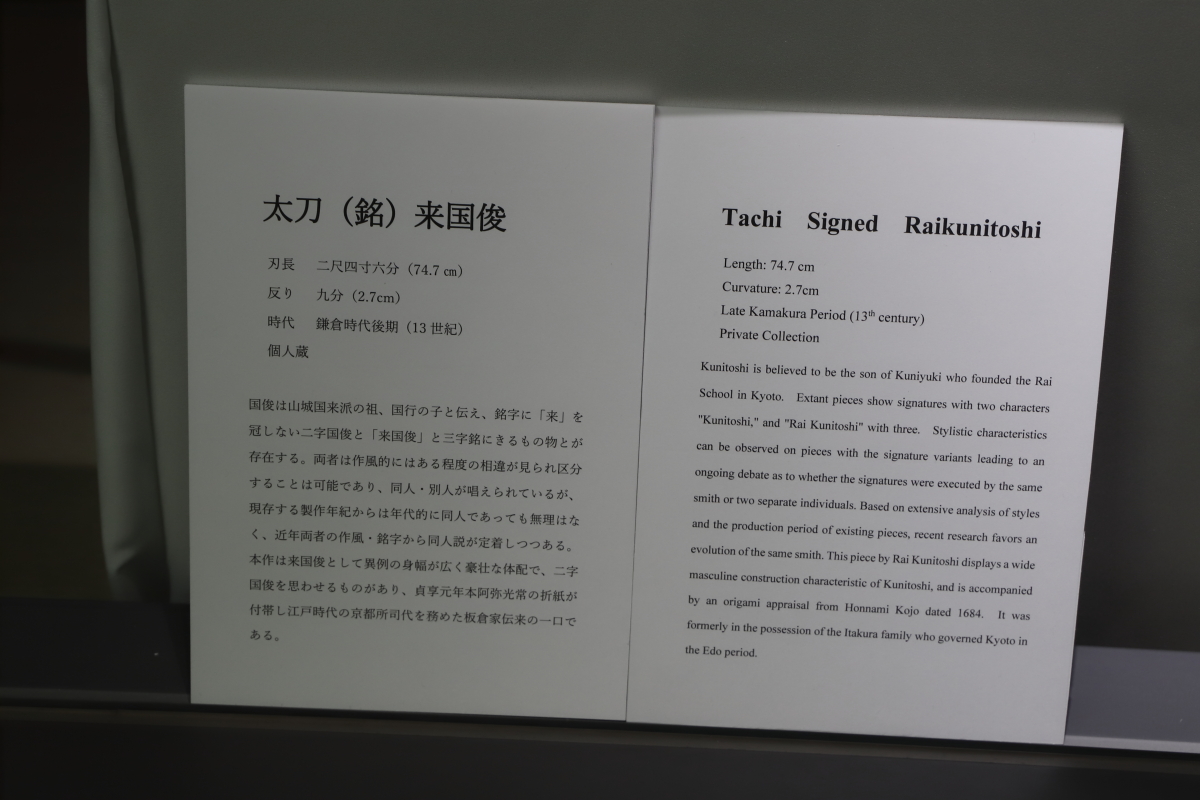 太刀（銘）来国俊
刃長　二尺四寸六分（74.7 ㎝）
反り　九分（2.7cm）
時代　鎌倉時代後期（13 世紀）
個人蔵
国俊は山城国来派の祖、国行の子と伝え、銘字に「来」を
冠しない二字国俊と「来国俊」と三字銘にきるもの物とが
存在する。両者は作風的にはある程度の相違が見られ区分
することは可能であり、同人・別人が唱えられているが、
現存する製作年紀からは年代的に同人であっても無理はな
く、近年両者の作風・銘字から同人説が定着しつつある。
本作は来国俊として異例の身幅が広く豪壮な体配で、二字
国俊を思わせるものがあり、貞享元年本阿弥光常の折紙が
付帯し江戸時代の京都所司代を務めた板倉家伝来の一口で
ある。
Tachi Signed Raikunitoshi
Length: 74.7 cm
Curvature: 2.7cm
Late Kamakura Period (13th century)
Private Collection
Kunitoshi is believed to be the son of Kuniyuki who founded the Rai
School in Kyoto. Extant pieces show signatures with two characters
"Kunitoshi," and "Rai Kunitoshi" with three. Stylistic characteristics
can be observed on pieces with the signature variants leading to an
ongoing debate as to whether the signatures were executed by the same
smith or two separate individuals. Based on extensive analysis of styles
and the production period of existing pieces, recent research favors an
evolution of the same smith. This piece by Rai Kunitoshi displays a wide
masculine construction characteristic of Kunitoshi, and is accompanied
by an origami appraisal from Honnami Kojo dated 1684. It was
formerly in the possession of the Itakura family who governed Kyoto in
the Edo period.